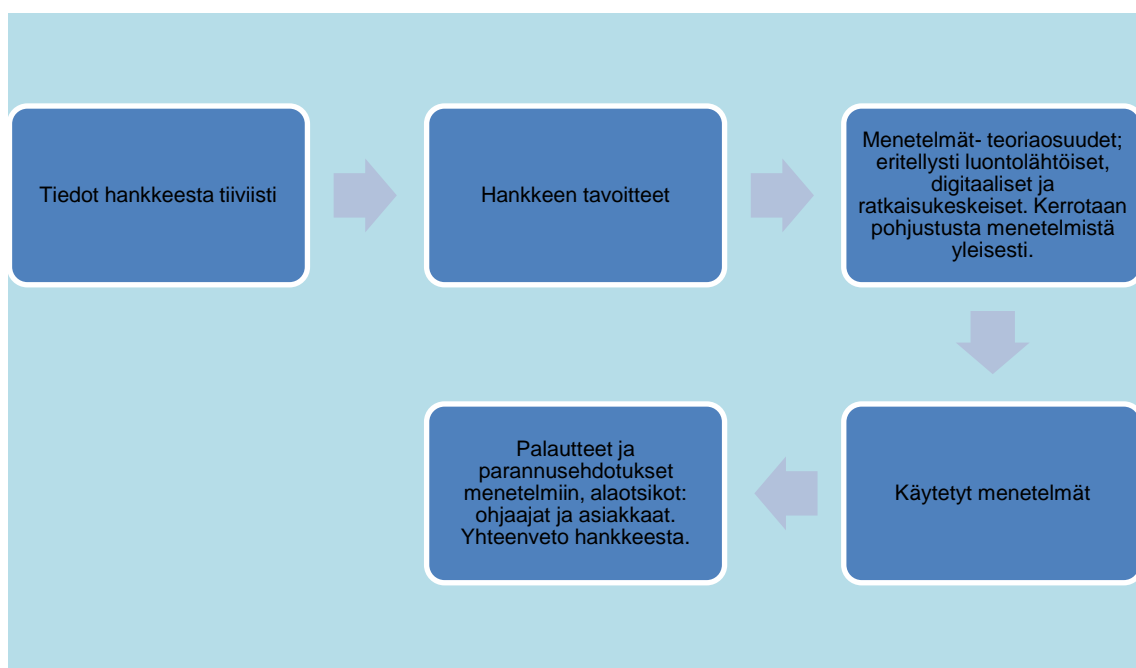 Tiedot hankkeesta tiiviisti
Hankkeen tavoitteet
Menetelmät- teoriaosuudet;
eritellysti luontolähtöiset,
digitaaliset ja
ratkaisukeskeiset. Kerrotaan
pohjustusta menetelmistä
yleisesti.
Käytetyt menetelmät
Palautteet ja
parannusehdotukset
menetelmiin, alaotsikot:
ohjaajat ja asiakkaat.
Yhteenveto hankkeesta.